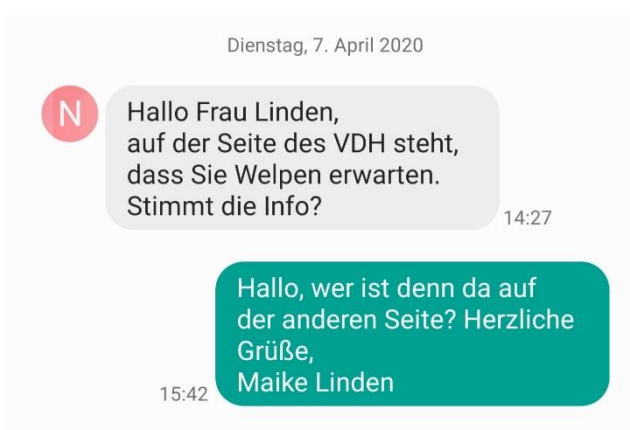 Dienstag, 7. April 2020
N
Hallo Frau Linden,
auf der Seite des VDH steht,
dass Sie Welpen erwarten.
Stimmt die Info?
14:27
Hallo, wer ist denn da auf
der anderen Seite? Herzliche
Grüße,
Maike Linden
15:42